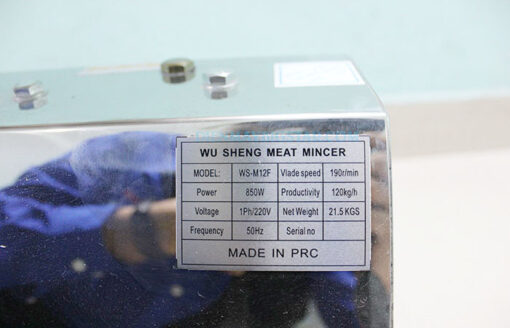 WU SHENG MEAT MINCER
MODEL: WS-M12F Vlade speed 190r/min
Power 850W Productivity 120kg/h
Voltage 1Ph/220V Net Weight 21.5 KGS
Frequency 50Hz Serial no
MADE IN PRC